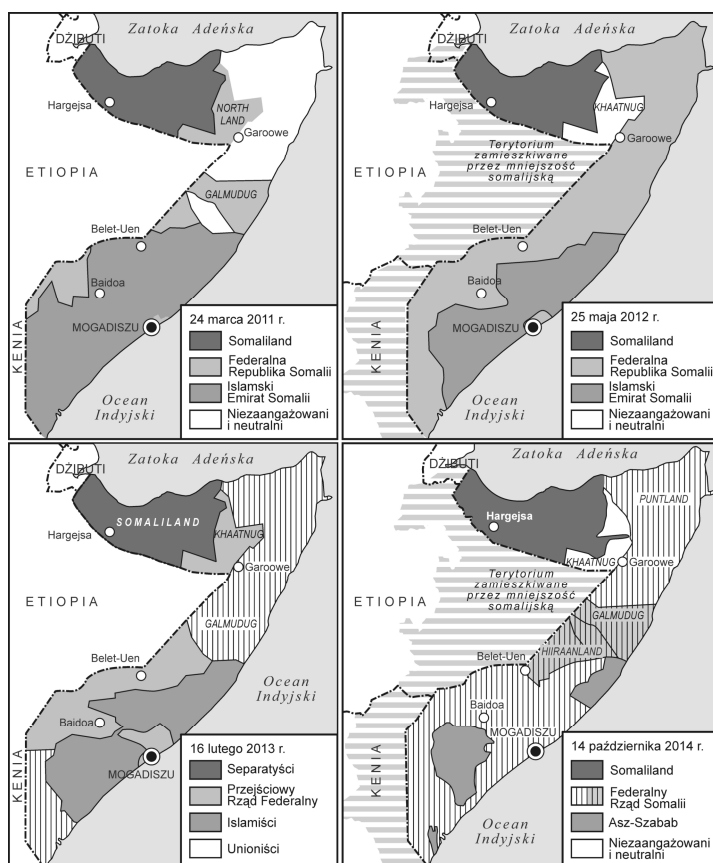 Zatoka Adeńska
DŻIBUTI
Hargejsa
NORTH
LAND
Garoowe
ETIOPIA
GALMUDUG
Belet-Uen
Baidoa
MOGADISZU
KENIA
Ocean
Indyjski
24 marca 2011 r.
Somaliland
Federalna
Republika Somalii
Islamski
Emirat Somalii
Niezaangażowani
i neutralni
Zatoka Adeńska
DŻIBUTI
Hargejsa
KHAATNUG
Garoowe
Terytorium
zamieszkiwane
przez mniejszość
somalijską
ETIOPIA
Belet-Uen
Baidoa
MOGADISZU
KENIA
Ocean
Indyjski
25 maja 2012 r.
Somaliland
Federalna
Republika Somalii
Islamski
Emirat Somalii
Niezaangażowani
i neutralni
Zatoka Adeńska
DŻIBUTI
SOMALILAND
Hargejsa
KHAATNUG
Garoowe
ETIOPIA
GALMUDUG
Belet-Uen
Ocean
Indyjski
Baidoa
MOGADISZU
KENIA
16 lutego 2013 r.
Separatyści
Przejściowy
Rząd Federalny
Islamiści
Unioniści
Zatoka Adeńska
DŻIBUTI
PUNTLAND
Hargejsa
KHAATNUG
Garoowe
Terytorium
zamieszkiwane
przez mniejszość
somalijską
ETIOPIA
GALMUDUG
HIIRAANLAND
Belet-Uen
Baidoa
MOGADISZU
KENIA
Ocean
Indyjski
14 października 2014 r.
Somaliland
Federalny
Rząd Somalii
Asz-Szabab
Niezaangażowani
i neutralni